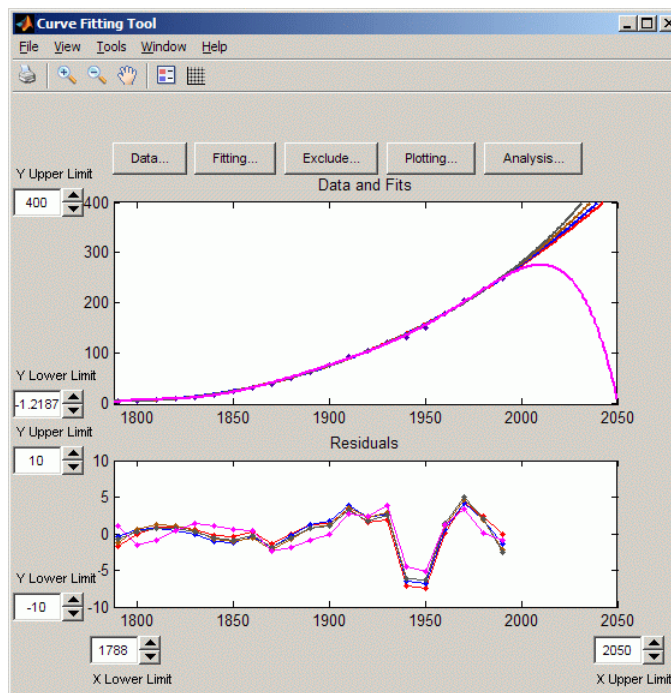 Curve Fitting Tool
File View Tools Window Help
Data... Fitting... Exclude... Plotting... Analysis...
Y Upper Limit
400
Data and Fits
400
300
200
100
0
1800 1850 1900 1950 2000 2050
Y Lower Limit
-1.2187
Y Upper Limit
10
Residuals
10
5
0
-5
-10
1800 1850 1900 1950 2000 2050
Y Lower Limit
-10
1788
X Lower Limit
2050
X Upper Limit